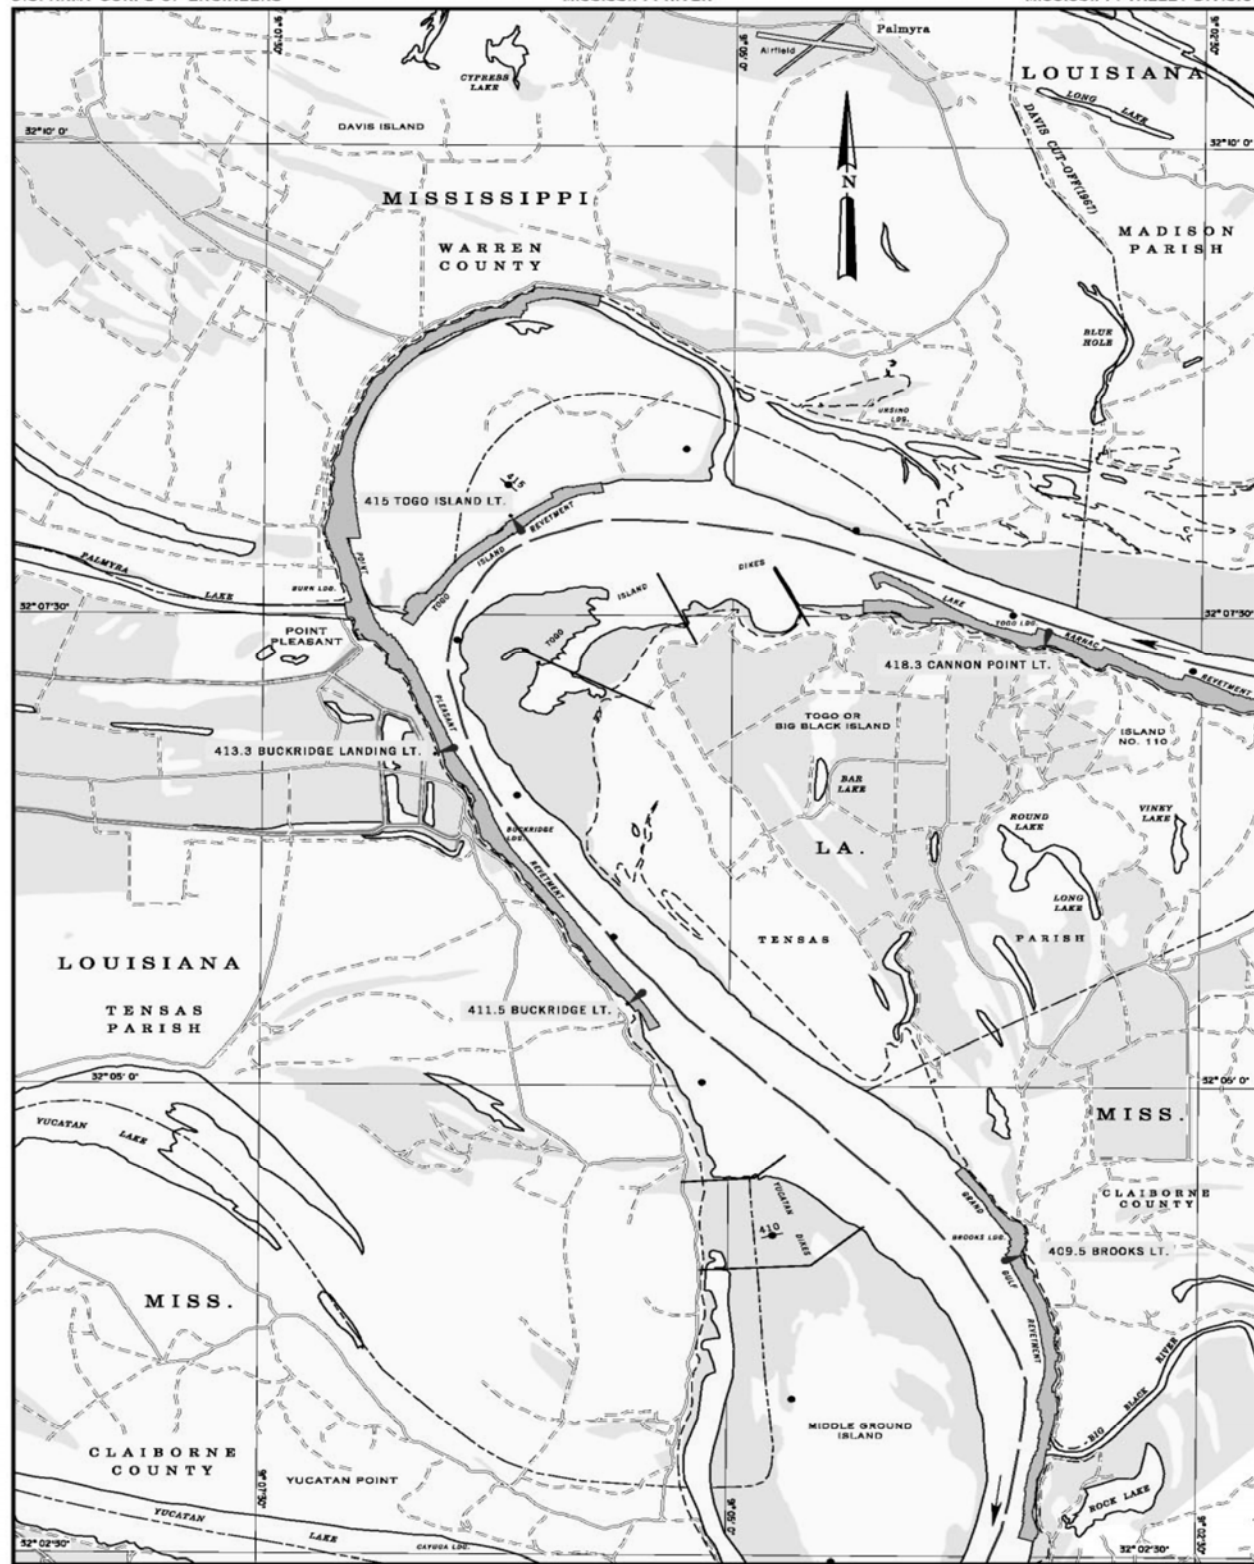 Palmyra
Airfield
LOUISIANA
CYPRESS
LAKE
LONG LAKE
DAVIS ISLAND
DAVIS CUT-OFF(1967)
32° 10' 0"
32° 10' 0"
MISSISSIPPI
N
WARREN
COUNTY
MADISON
PARISH
BLUE
HOLE
URSINO
LDG.
415
415 TOGO ISLAND LT.
TOGO ISLAND REVETMENT
PALMYRA LAKE
BURN LDG.
POINT PLEASANT REVETMENT
TOGO ISLAND DIKES
LAKE KARNAC REVETMENT
TOGO LDG.
32° 07'30"
32° 07'30"
POINT
PLEASANT
418.3 CANNON POINT LT.
TOGO OR
BIG BLACK ISLAND
ISLAND
NO. 110
413.3 BUCKRIDGE LANDING LT.
BAR
LAKE
ROUND
LAKE
VINEY
LAKE
BUCKRIDGE
LDG.
LA.
LONG
LAKE
TENSAS PARISH
LOUISIANA
TENSAS
PARISH
411.5 BUCKRIDGE LT.
32° 05' 0"
32° 05' 0"
YUCATAN LAKE
MISS.
YUCATAN DIKES
410
GRAND GULF REVETMENT
BROOKS LDG.
CLAIBORNE
COUNTY
409.5 BROOKS LT.
MISS.
BIG BLACK RIVER
MIDDLE GROUND
ISLAND
CLAIBORNE
COUNTY
YUCATAN POINT
ROCK LAKE
YUCATAN LAKE
CAYUGA LDG.
32° 02'30"
32° 02'30"